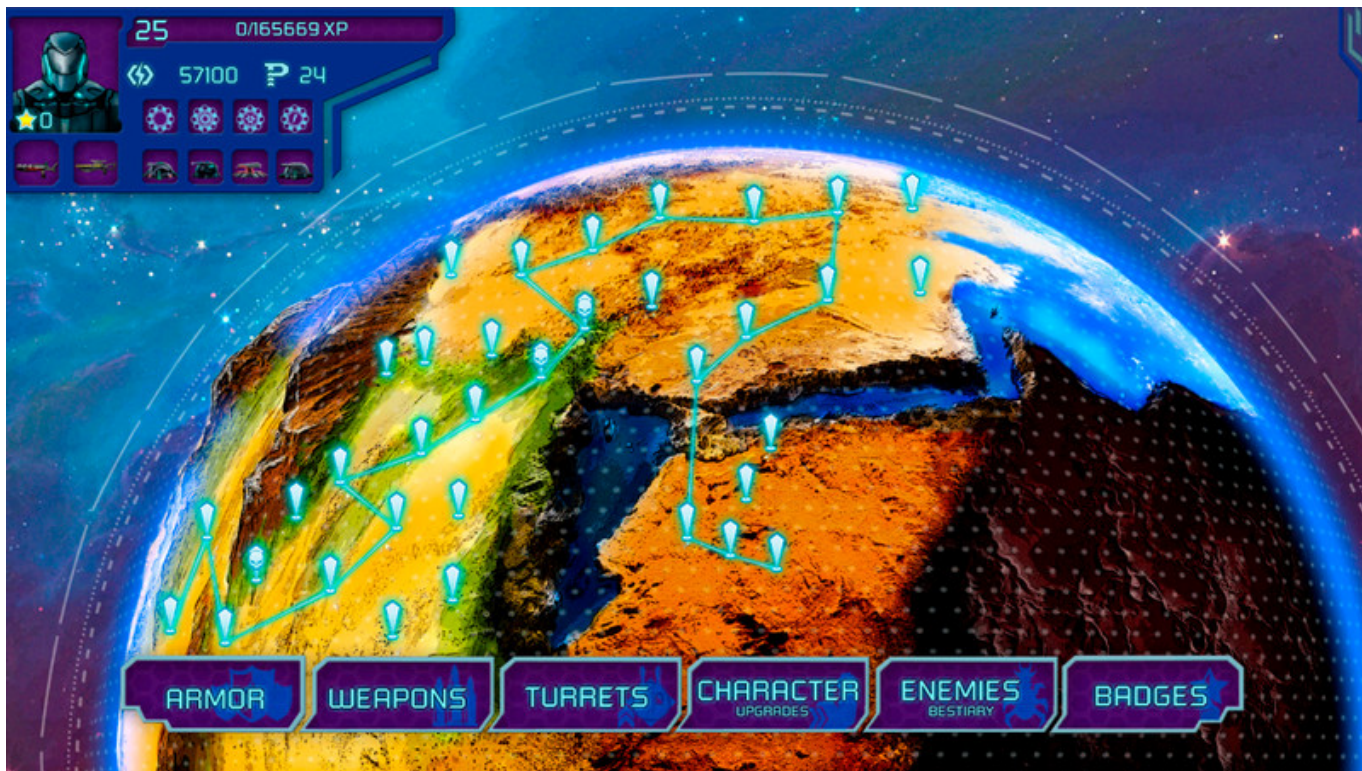 25 0/165669 XP
57100 24
0
ARMOR
WEAPONS
TURRETS
CHARACTER
UPGRADES
ENEMIES
BESTIARY
BADGES